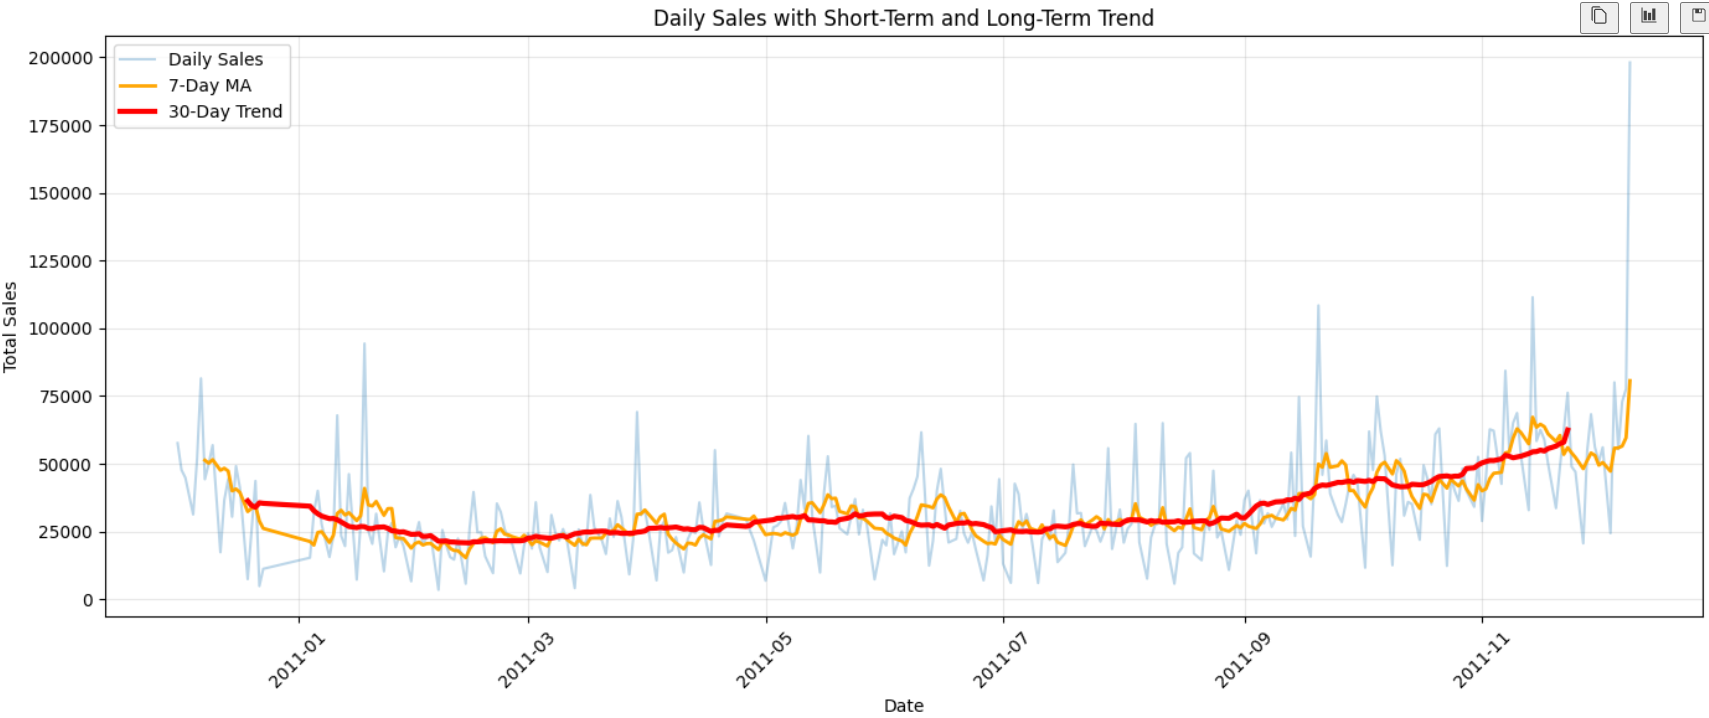 Daily Sales with Short-Term and Long-Term Trend
Daily Sales
7-Day MA
30-Day Trend
200000
175000
150000
125000
100000
75000
50000
25000
0
Total Sales
2011-01
2011-03
2011-05
2011-07
2011-09
2011-11
Date